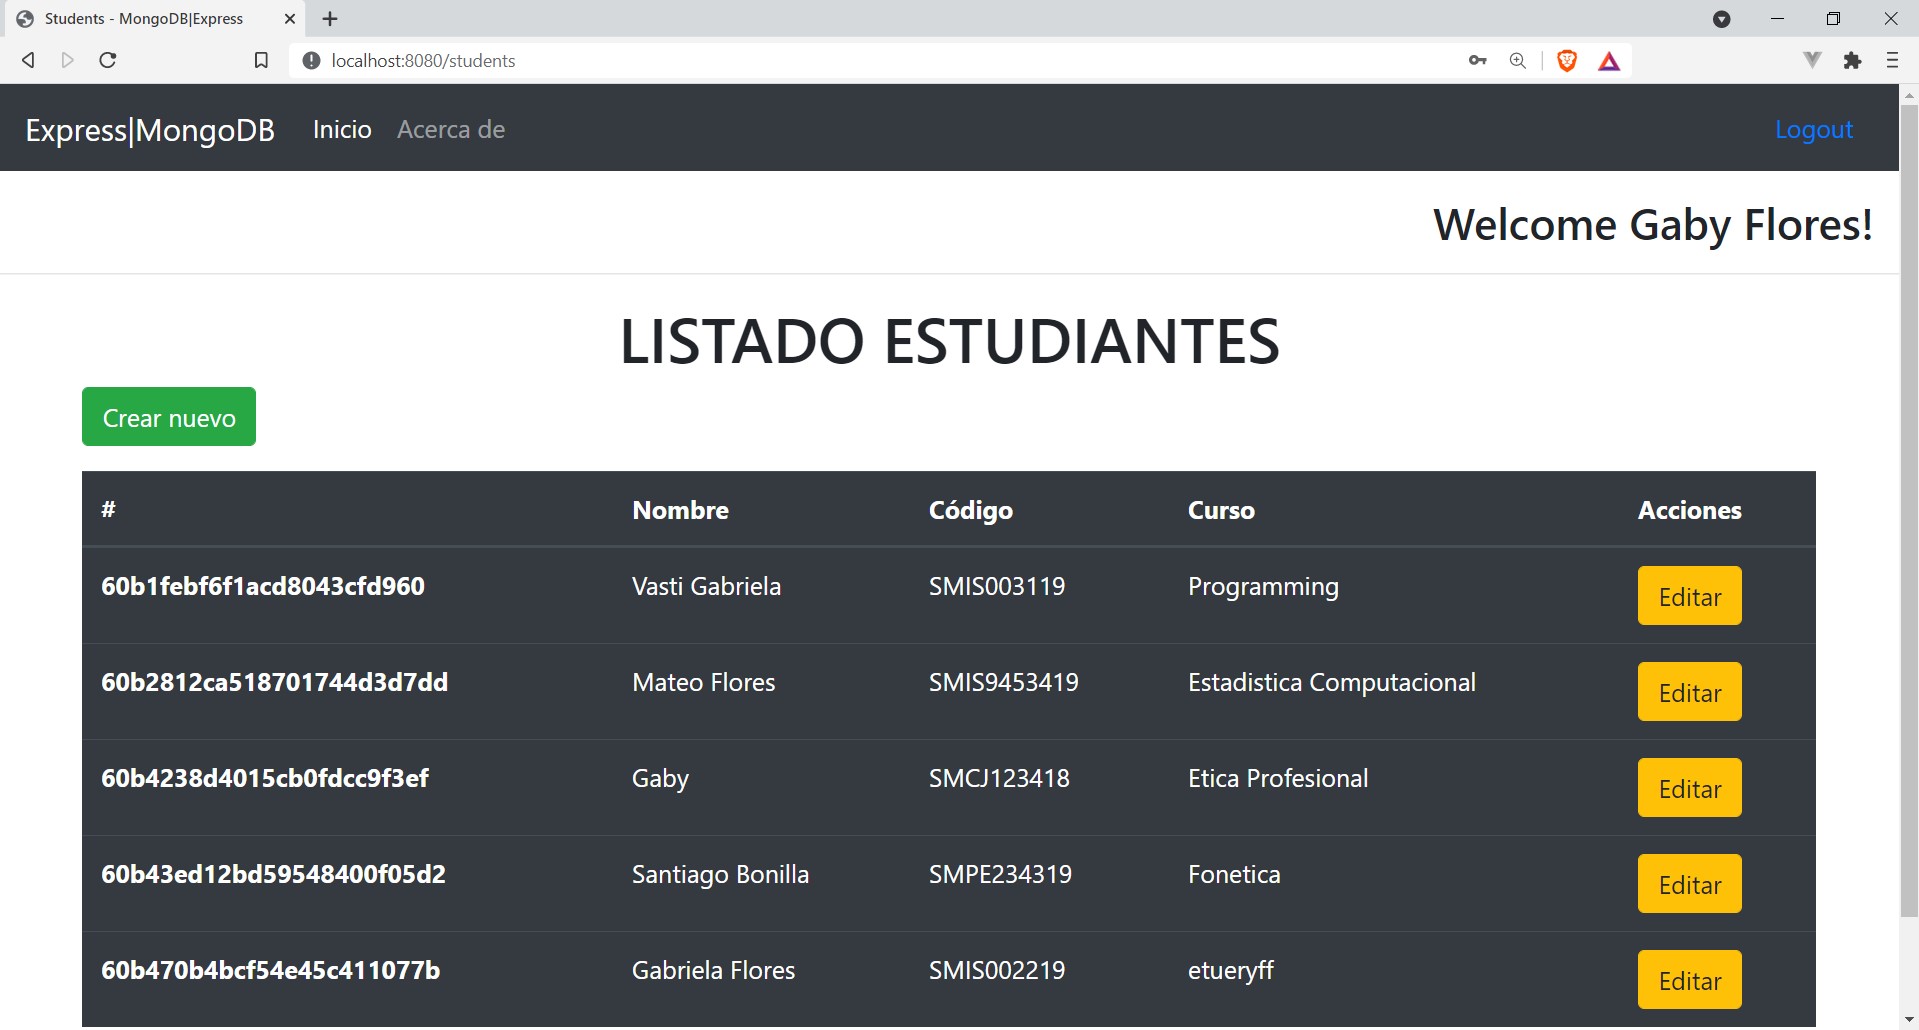 Students - MongoDB|Express
localhost:8080/students
Express|MongoDB Inicio Acerca de Logout
Welcome Gaby Flores!
LISTADO ESTUDIANTES
Crear nuevo
# Nombre Código Curso Acciones
60b1febf6f1acd8043cfd960 Vasti Gabriela SMIS003119 Programming Editar
60b2812ca518701744d3d7dd Mateo Flores SMIS9453419 Estadistica Computacional Editar
60b4238d4015cb0fdcc9f3ef Gaby SMCJ123418 Etica Profesional Editar
60b43ed12bd59548400f05d2 Santiago Bonilla SMPE234319 Fonetica Editar
60b470b4bcf54e45c411077b Gabriela Flores SMIS002219 etueryff Editar